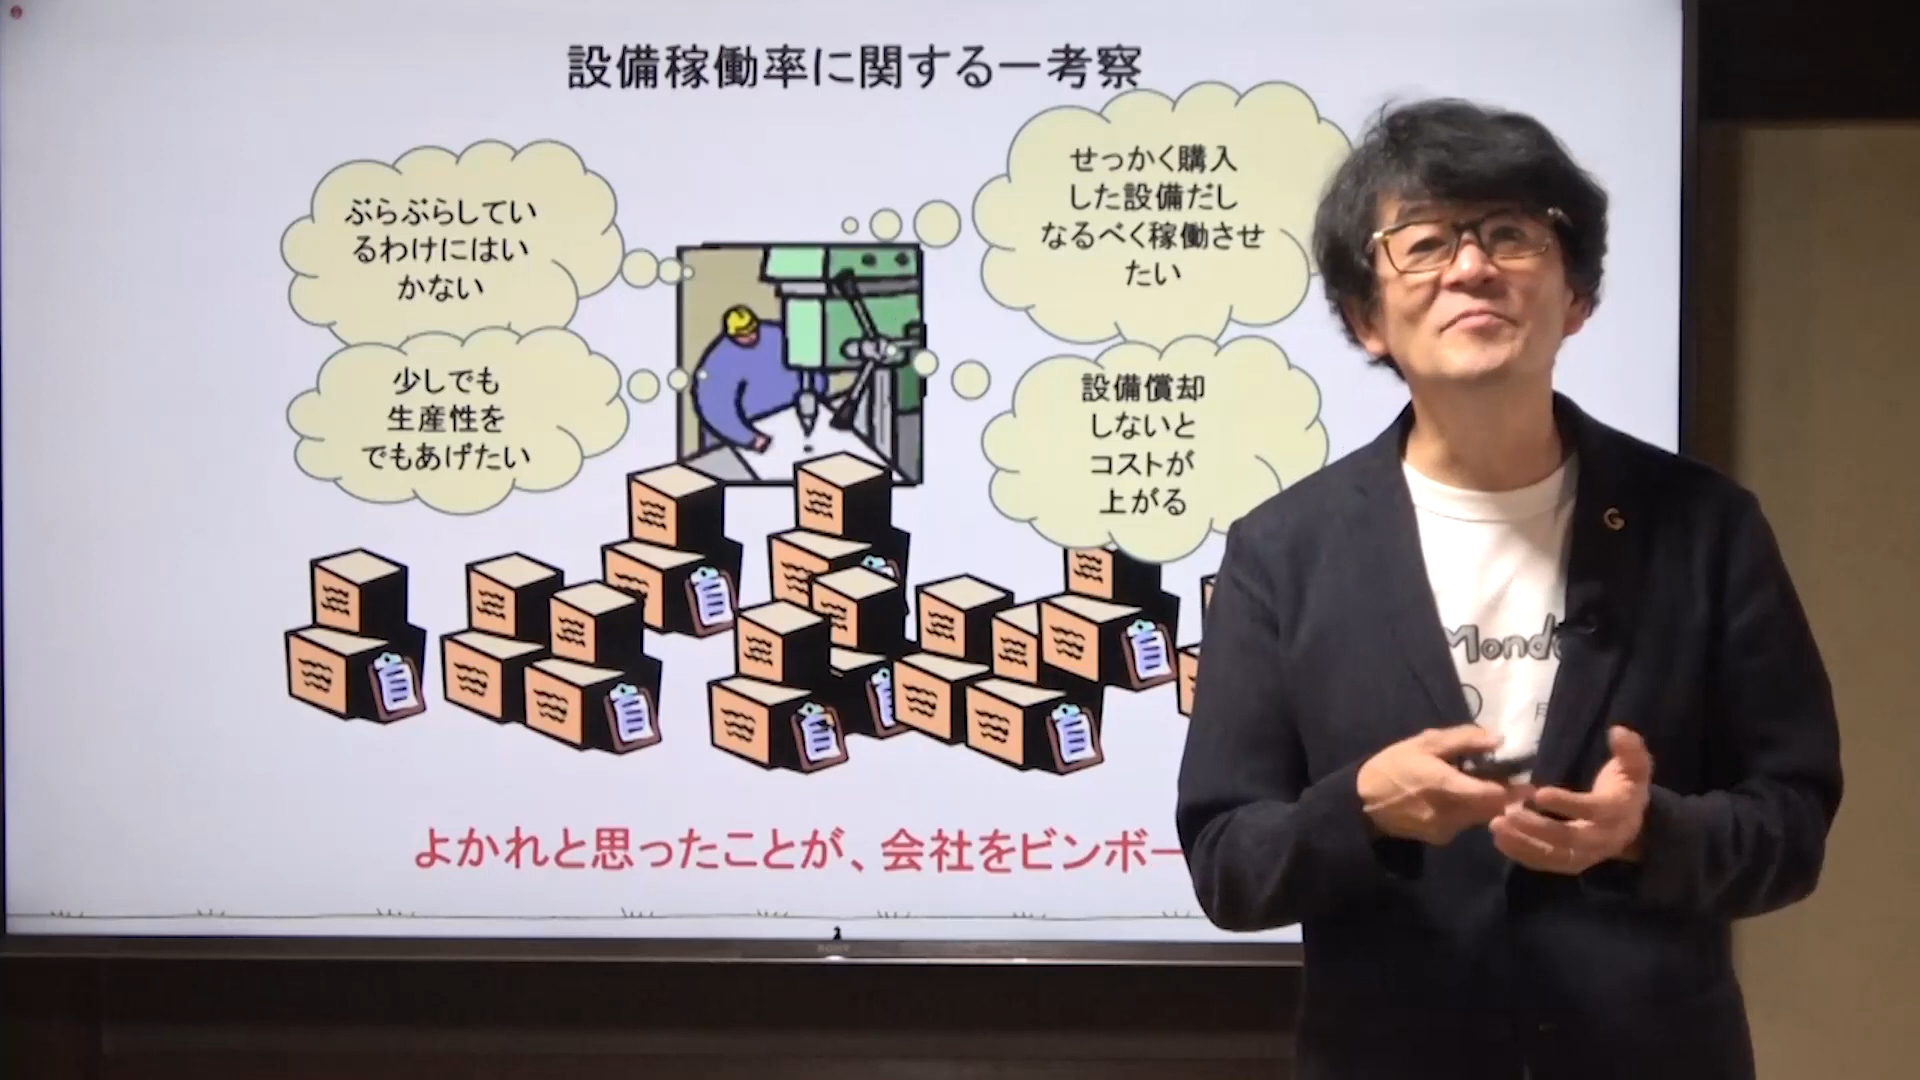 設備稼働率に関する一考察
ぶらぶらしてい
るわけにはい
かない
せっかく購入
した設備だし
なるべく稼働させ
たい
少しでも
生産性を
でもあげたい
設備償却
しないと
コストが
上がる
よかれと思ったことが、会社をビンボー
SONY